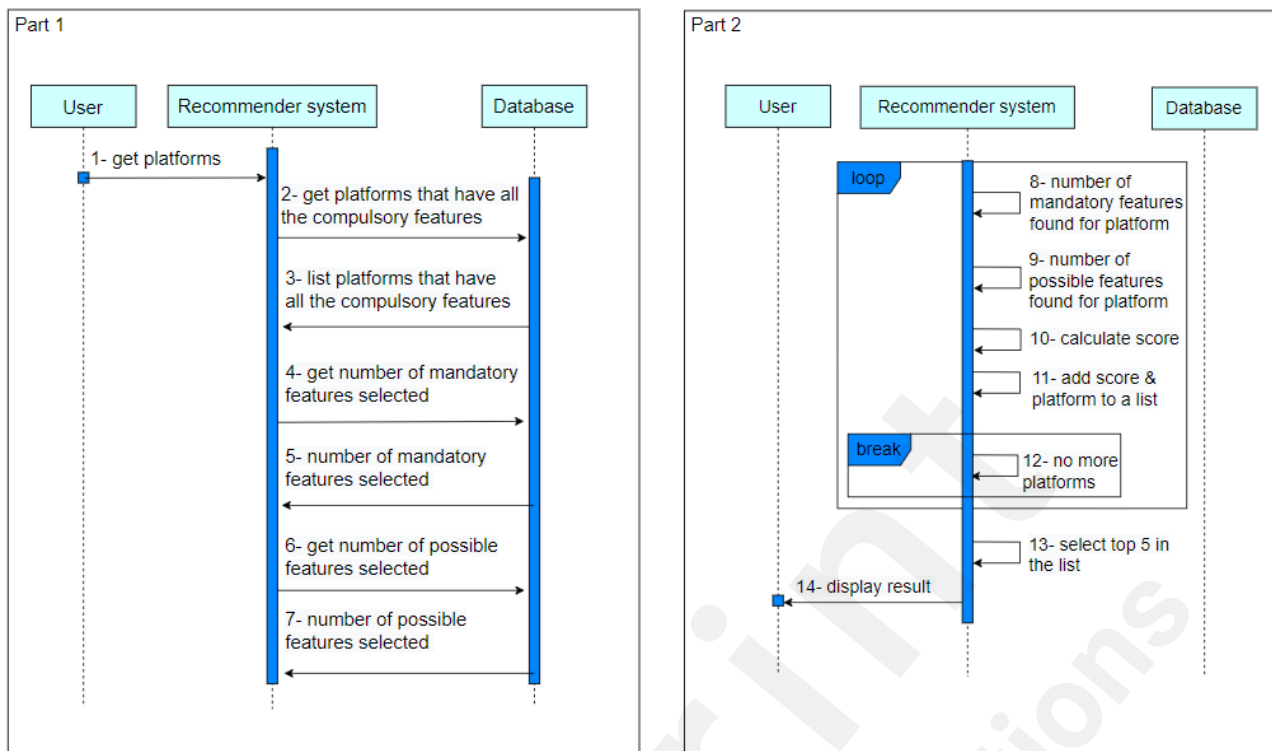 Part 1
User
Recommender system
Database
1- get platforms
2- get platforms that have all
the compulsory features
3- list platforms that have
all the compulsory features
4- get number of mandatory
features selected
5- number of mandatory
features selected
6- get number of possible
features selected
7- number of possible
features selected
Part 2
User
Recommender system
Database
loop
8- number of
mandatory features
found for platform
9- number of
possible features
found for platform
10- calculate score
11- add score &
platform to a list
break
12- no more
platforms
13- select top 5 in
the list
14- display result
rint
tions